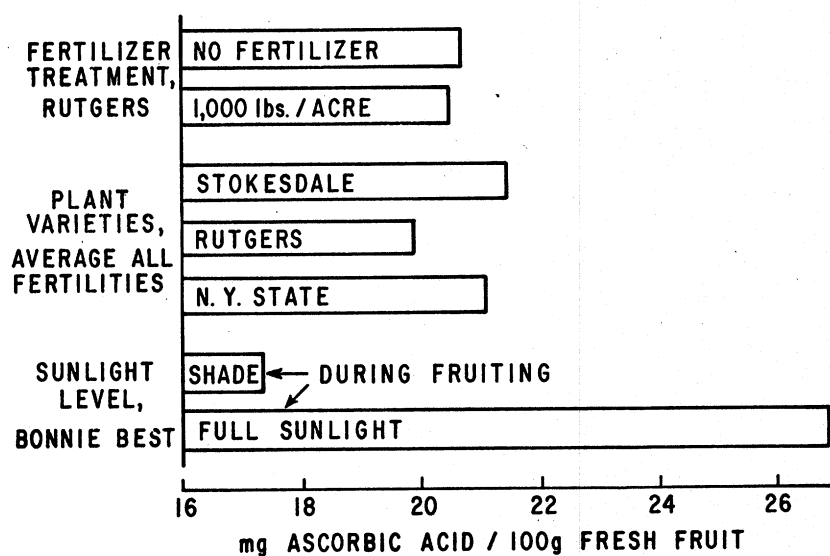 FERTILIZER
TREATMENT,
RUTGERS
NO FERTILIZER
1,000 lbs. / ACRE
PLANT
VARIETIES,
AVERAGE ALL
FERTILITIES
STOKESDALE
RUTGERS
N. Y. STATE
SUNLIGHT
LEVEL,
BONNIE BEST
SHADE
DURING FRUITING
FULL SUNLIGHT
16 18 20 22 24 26
mg ASCORBIC ACID / 100g FRESH FRUIT